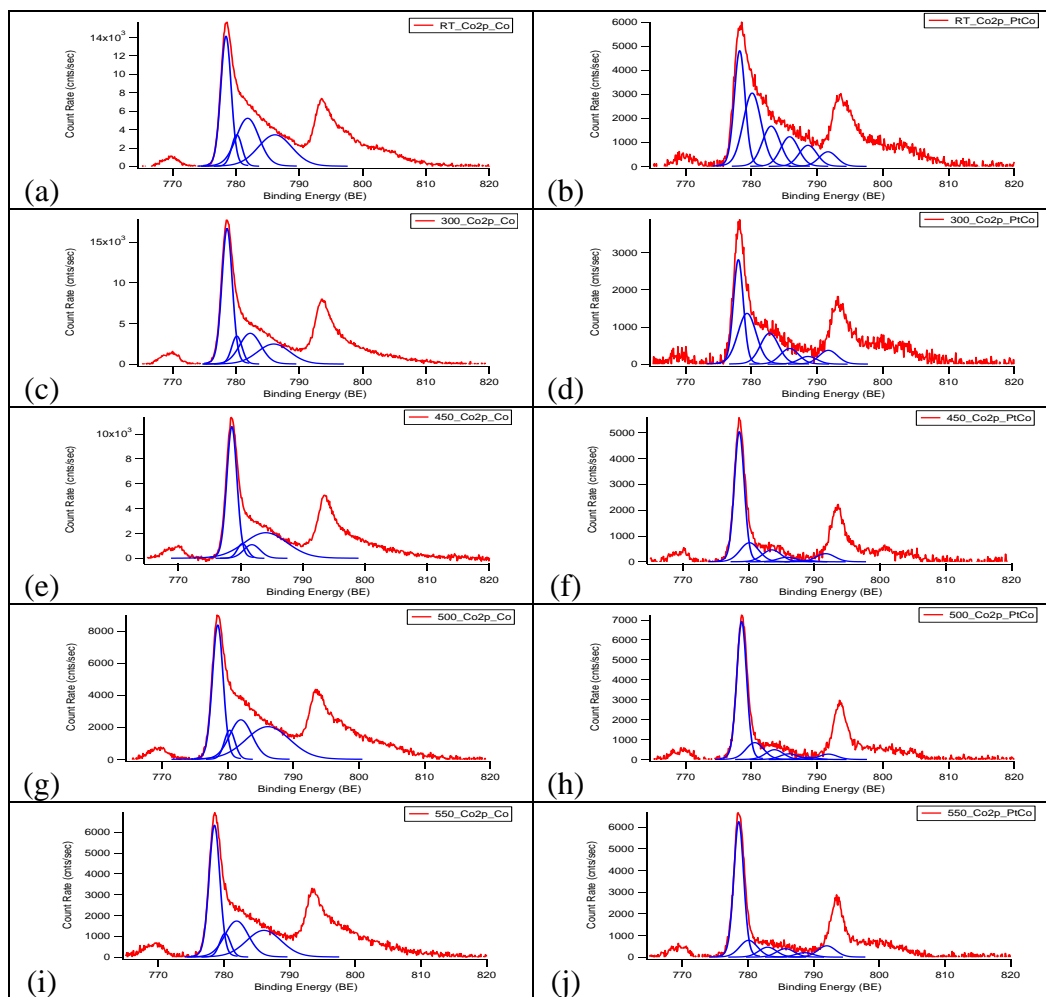 RT_Co2p_Co
Count Rate (cnts/sec)
14x10³
12
10
8
6
4
2
0
770 780 790 800 810 820
Binding Energy (BE)
(a)
RT_Co2p_PtCo
Count Rate (cnts/sec)
6000
5000
4000
3000
2000
1000
0
770 780 790 800 810 820
Binding Energy (BE)
(b)
300_Co2p_Co
Count Rate (cnts/sec)
15x10³
10
5
0
770 780 790 800 810 820
Binding Energy (BE)
(c)
300_Co2p_PtCo
Count Rate (cnts/sec)
3000
2000
1000
0
770 780 790 800 810 820
Binding Energy (BE)
(d)
450_Co2p_Co
Count Rate (cnts/sec)
10x10³
8
6
4
2
0
770 780 790 800 810 820
Binding Energy (BE)
(e)
450_Co2p_PtCo
Count Rate (cnts/sec)
5000
4000
3000
2000
1000
0
770 780 790 800 810 820
Binding Energy (BE)
(f)
500_Co2p_Co
Count Rate (cnts/sec)
8000
6000
4000
2000
0
770 780 790 800 810 820
Binding Energy (BE)
(g)
500_Co2p_PtCo
Count Rate (cnts/sec)
7000
6000
5000
4000
3000
2000
1000
0
770 780 790 800 810 820
Binding Energy (BE)
(h)
550_Co2p_Co
Count Rate (cnts/sec)
6000
5000
4000
3000
2000
1000
0
770 780 790 800 810 820
Binding Energy (BE)
(i)
550_Co2p_PtCo
Count Rate (cnts/sec)
6000
5000
4000
3000
2000
1000
0
770 780 790 800 810 820
Binding Energy (BE)
(j)